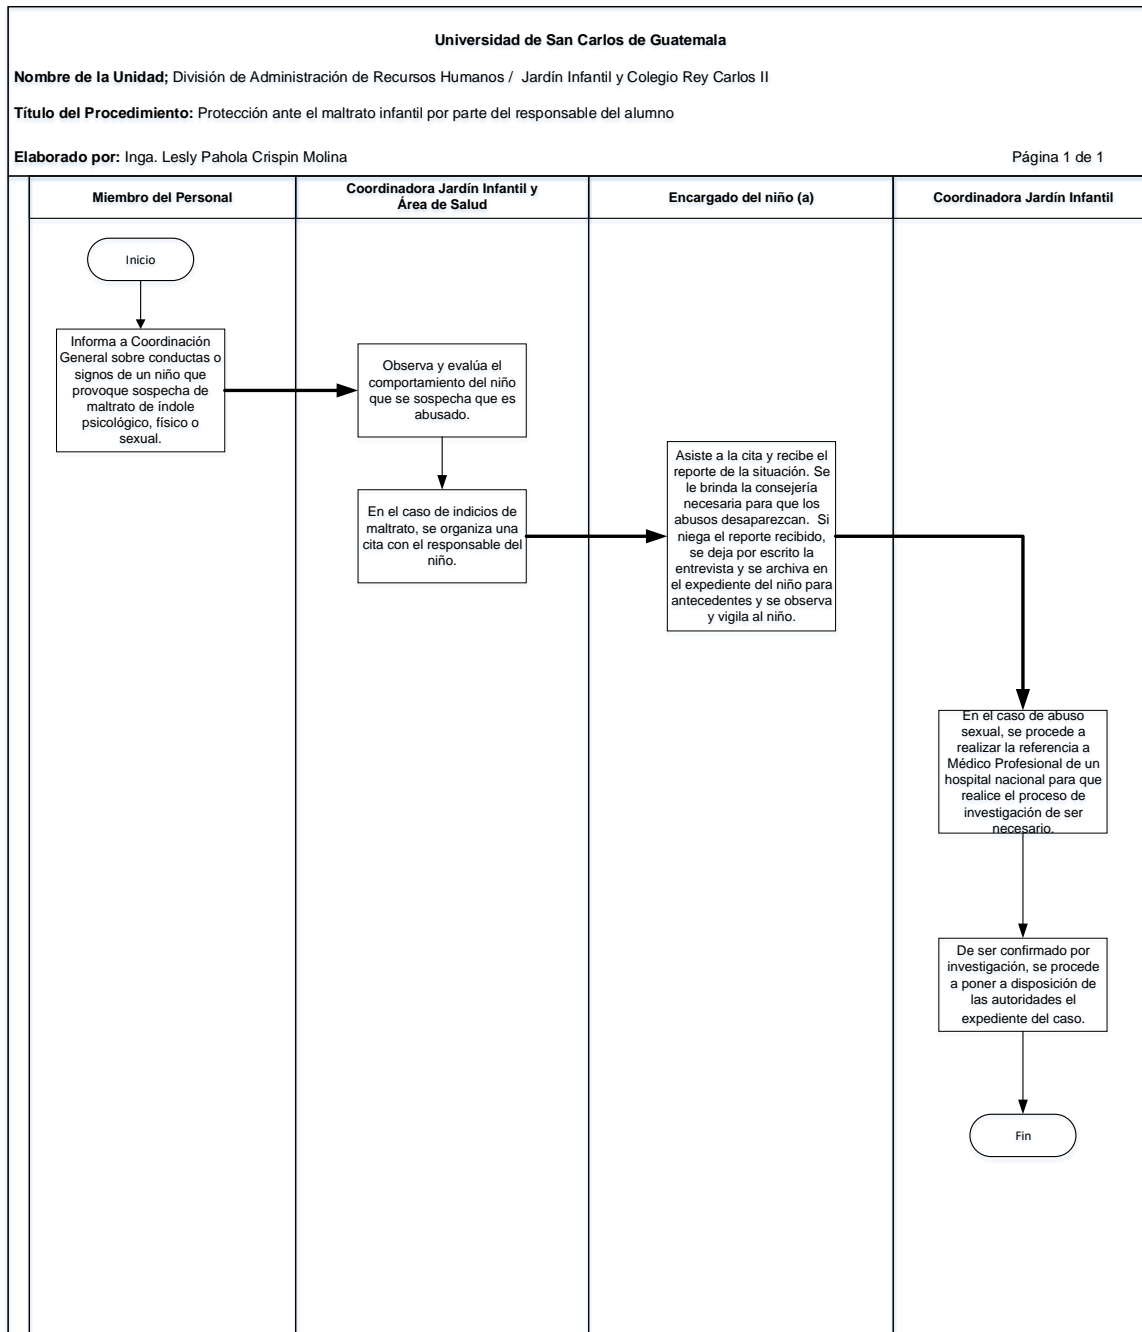 Universidad de San Carlos de Guatemala
Nombre de la Unidad; División de Administración de Recursos Humanos / Jardín Infantil y Colegio Rey Carlos II
Título del Procedimiento: Protección ante el maltrato infantil por parte del responsable del alumno
Elaborado por: Inga. Lesly Pahola Crispin Molina
Página 1 de 1
Miembro del Personal
Coordinadora Jardín Infantil y
Área de Salud
Encargado del niño (a)
Coordinadora Jardín Infantil
Inicio
Informa a Coordinación
General sobre conductas o
signos de un niño que
provoque sospecha de
maltrato de índole
psicológico, físico o
sexual.
Observa y evalúa el
comportamiento del niño
que se sospecha que es
abusado.
En el caso de indicios de
maltrato, se organiza una
cita con el responsable del
niño.
Asiste a la cita y recibe el
reporte de la situación. Se
le brinda la consejería
necesaria para que los
abusos desaparezcan. Si
niega el reporte recibido,
se deja por escrito la
entrevista y se archiva en
el expediente del niño para
antecedentes y se observa
y vigila al niño.
En el caso de abuso
sexual, se procede a
realizar la referencia a
Médico Profesional de un
hospital nacional para que
realice el proceso de
investigación de ser
necesario.
De ser confirmado por
investigación, se procede
a poner a disposición de
las autoridades el
expediente del caso.
Fin